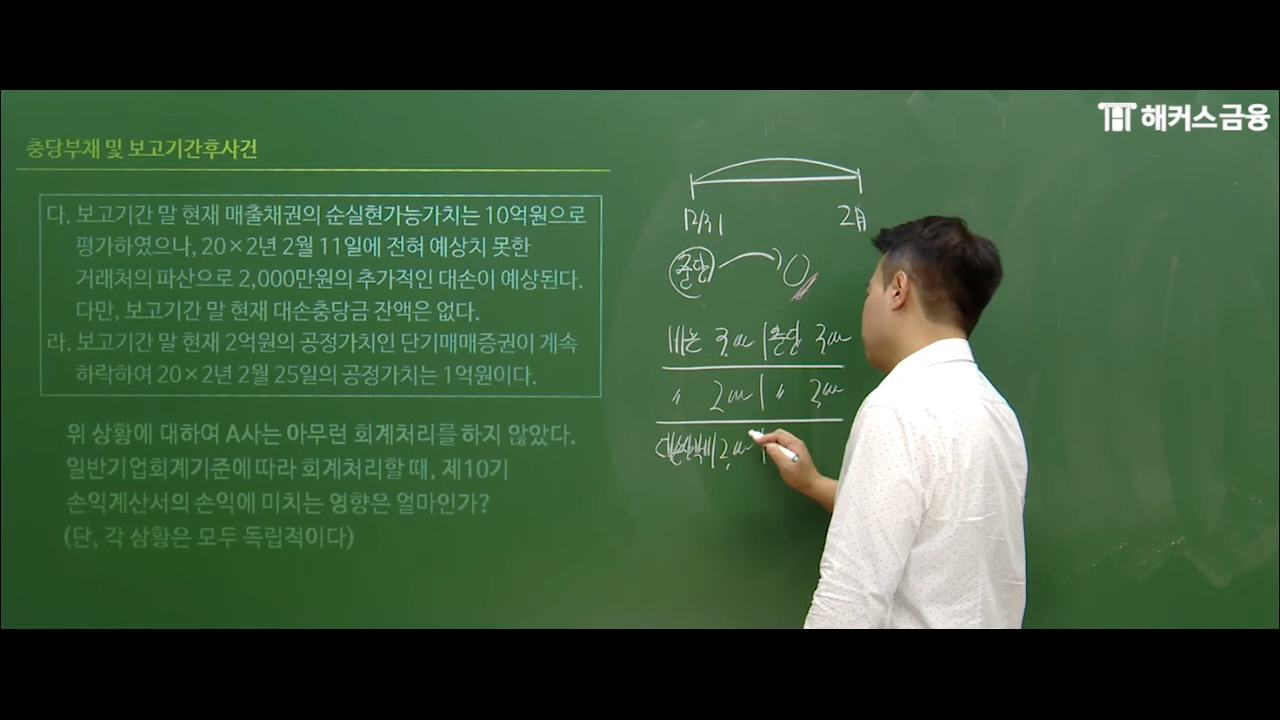 해커스금융
충당부채 및 보고기간후사건
다. 보고기간 말 현재 매출채권의 순실현가능가치는 10억원으로
평가하였으나, 20×2년 2월 11일에 전혀 예상치 못한
거래처의 파산으로 2,000만원의 추가적인 대손이 예상된다.
다만, 보고기간 말 현재 대손충당금 잔액은 없다.
라. 보고기간 말 현재 2억원의 공정가치인 단기매매증권이 계속
하락하여 20×2년 2월 25일의 공정가치는 1억원이다.
위 상황에 대하여 A사는 아무런 회계처리를 하지 않았다.
일반기업회계기준에 따라 회계처리할 때, 제10기
손익계산서의 손익에 미치는 영향은 얼마인가?
(단, 각 상황은 모두 독립적이다)
12/31
2月
충당
비용 충당